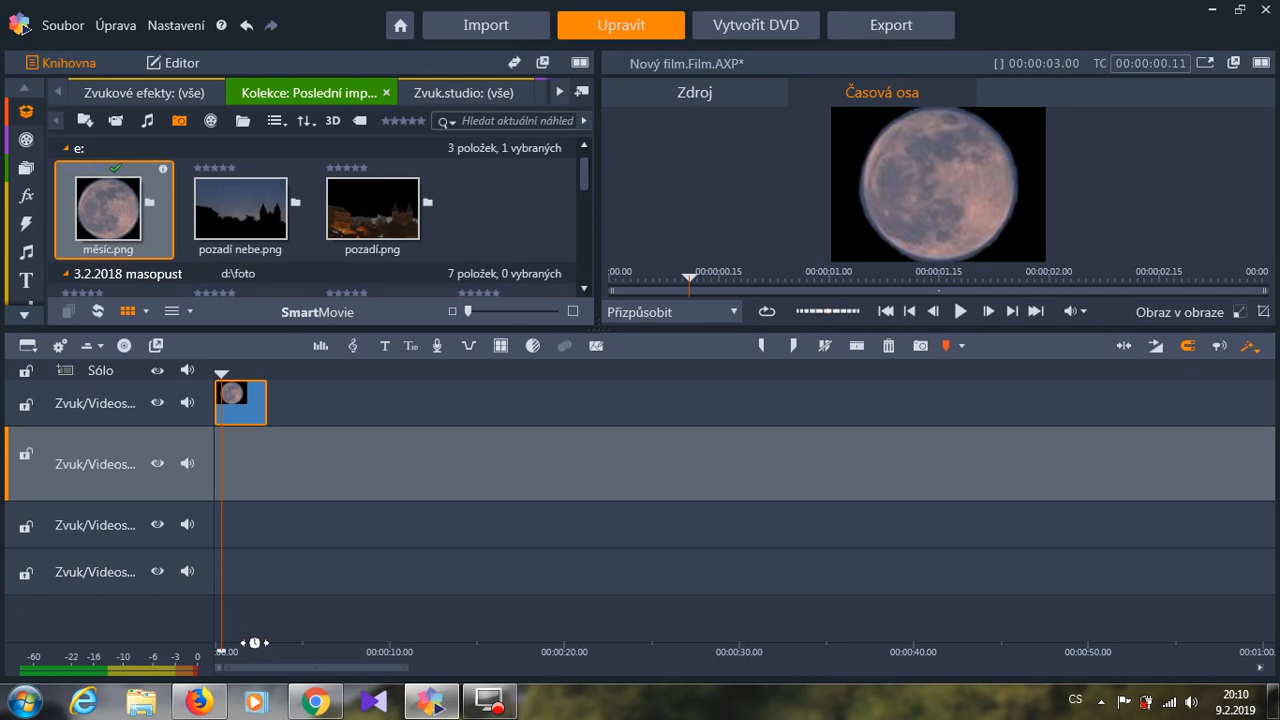 Soubor Úprava Nastavení Import Upravit Vytvořit DVD Export
Knihovna Editor Nový film.Film.AXP* [ ] 00:00:03.00 TC 00:00:00.11
Zvukové efekty: (vše) Kolekce: Poslední imp... × Zvuk.studio: (vše) Zdroj Časová osa
3D Hledat aktuální náhled
e: 3 položek, 1 vybraných
měsíc.png pozadí nebe.png pozadí.png
3.2.2018 masopust d:\foto 7 položek, 0 vybraných
:00.00 00:00:00.15 00:00:01.00 00:00:01.15 00:00:02.00 00:00:02.15 00:00
SmartMovie Přizpůsobit Obraz v obraze
Sólo
Zvuk/Videos...
Zvuk/Videos...
Zvuk/Videos...
Zvuk/Videos...
:00.00 00:00:10.00 00:00:20.00 00:00:30.00 00:00:40.00 00:00:50.00 00:01:0
-60 -22 -16 -10 -6 -3 0
CS 20:10
9.2.2019